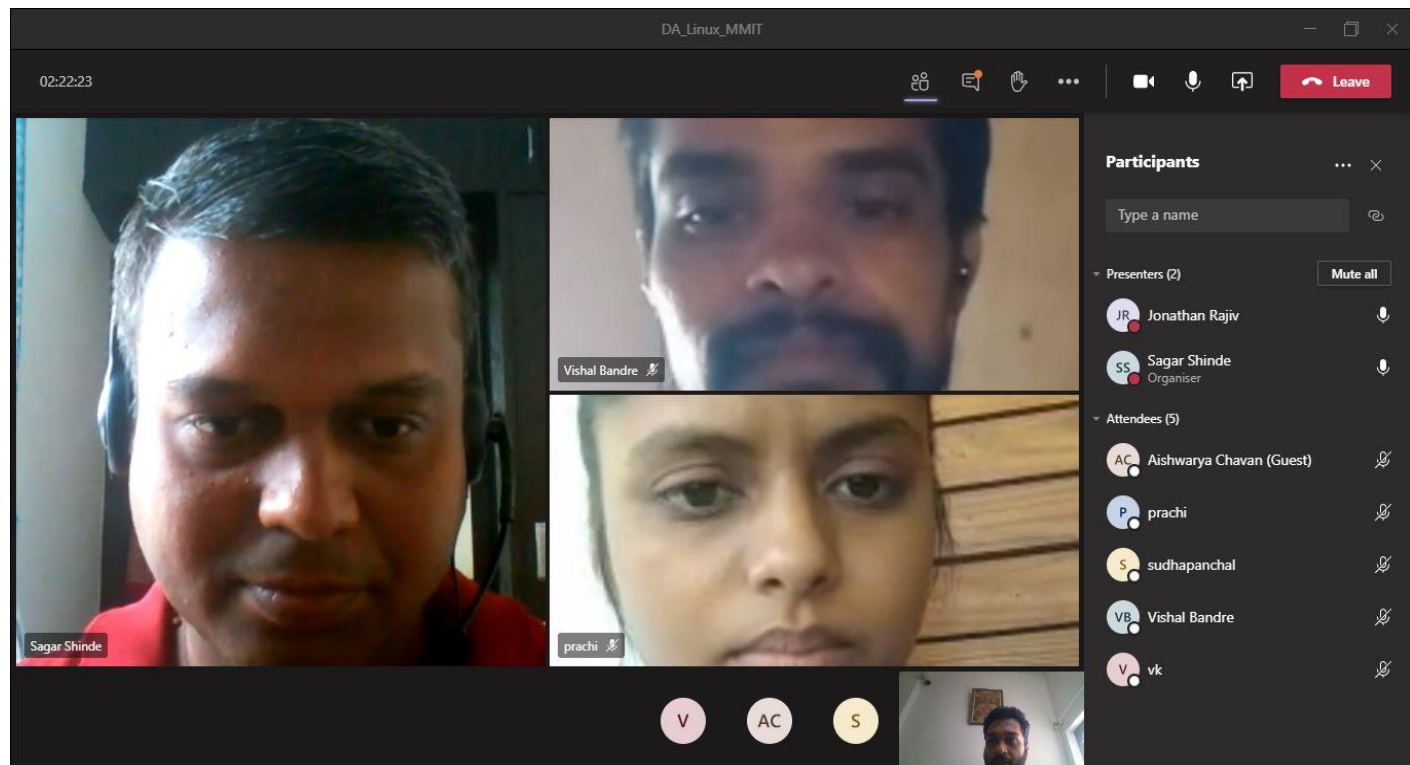 DA_Linux_MMIT
02:22:23
Leave
Vishal Bandre
Sagar Shinde
prachi
V
AC
S
Participants
Type a name
Presenters (2)
Mute all
JR
Jonathan Rajiv
SS
Sagar Shinde
Organiser
Attendees (5)
AC
Aishwarya Chavan (Guest)
P
prachi
S
sudhapanchal
VB
Vishal Bandre
V
vk